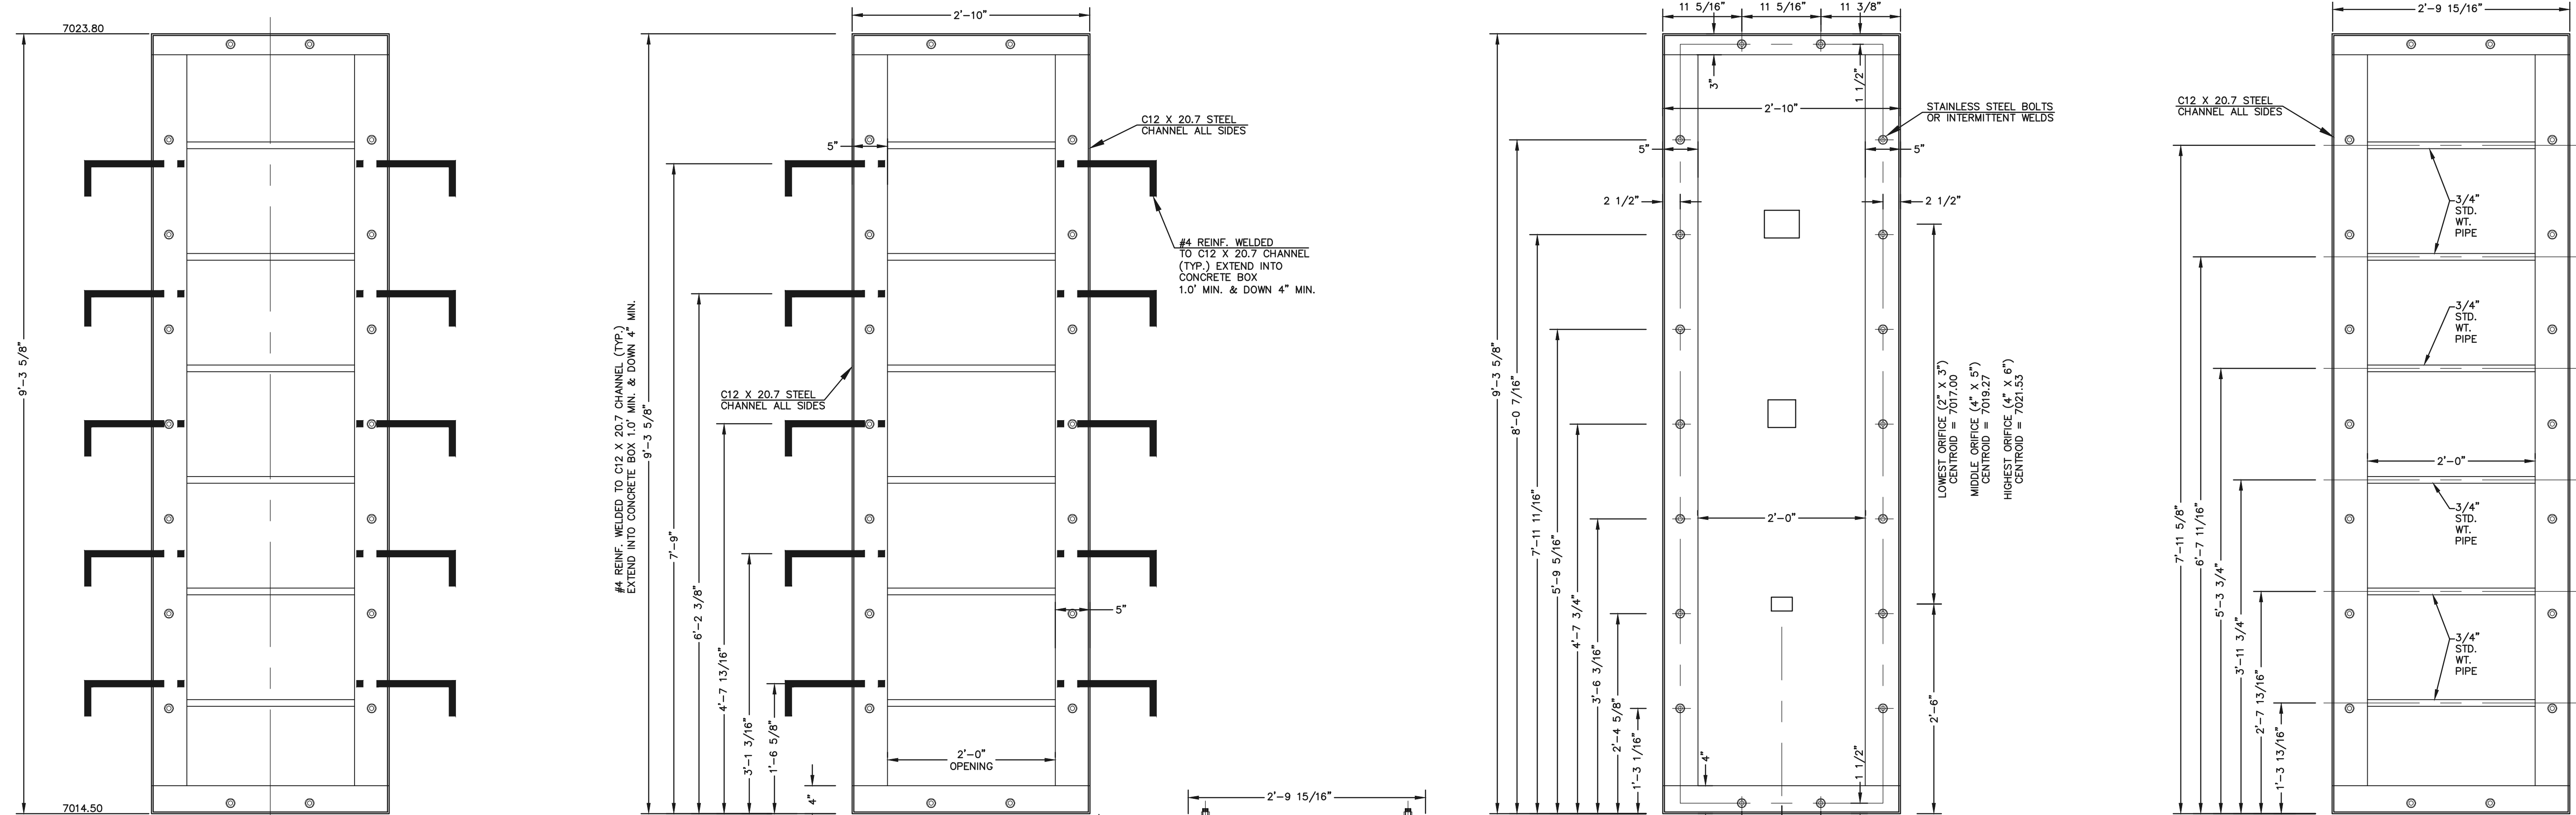 7023.80
9'-3 5/8"
7014.50
#4 REINF. WELDED TO C12 X 20.7 CHANNEL (TYP.)
EXTEND INTO CONCRETE BOX 1.0' MIN. & DOWN 4" MIN.
9'-3 5/8"
7'-9"
6'-2 3/8"
4'-7 13/16"
3'-1 3/16"
1'-6 5/8"
4"
2'-10"
5"
C12 X 20.7 STEEL
CHANNEL ALL SIDES
#4 REINF. WELDED
TO C12 X 20.7 CHANNEL
(TYP.) EXTEND INTO
CONCRETE BOX
1.0' MIN. & DOWN 4" MIN.
C12 X 20.7 STEEL
CHANNEL ALL SIDES
5"
2'-0"
OPENING
2'-9 15/16"
11 5/16"
11 5/16"
11 3/8"
3"
1 1/2"
2'-10"
STAINLESS STEEL BOLTS
OR INTERMITTENT WELDS
5"
5"
2 1/2"
2 1/2"
9'-3 5/8"
8'-0 7/16"
7'-11 11/16"
5'-9 5/16"
4'-7 3/4"
3'-6 3/16"
2'-4 5/8"
1'-3 1/16"
2'-0"
4"
1 1/2"
LOWEST ORIFICE (2" X 3")
CENTROID = 7017.00
MIDDLE ORIFICE (4" X 5")
CENTROID = 7019.27
HIGHEST ORIFICE (4" X 6")
CENTROID = 7021.53
2'-6"
2'-9 15/16"
C12 X 20.7 STEEL
CHANNEL ALL SIDES
3/4"
STD.
WT.
PIPE
3/4"
STD.
WT.
PIPE
2'-0"
3/4"
STD.
WT.
PIPE
3/4"
STD.
WT.
PIPE
7'-11 5/8"
6'-7 11/16"
5'-3 3/4"
3'-11 3/4"
2'-7 13/16"
1'-3 13/16"